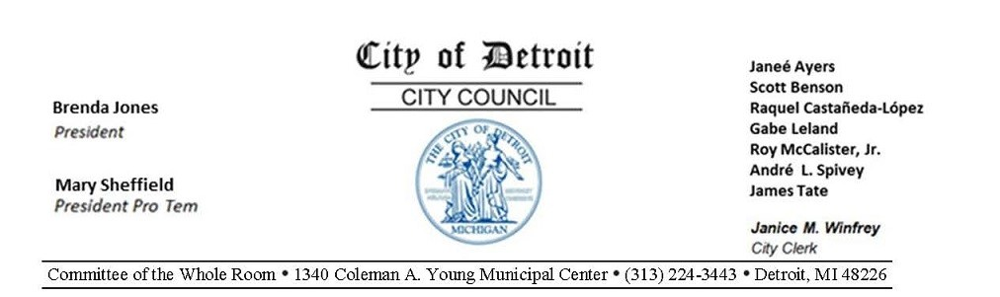 City of Detroit
CITY COUNCIL
Brenda Jones
President
Mary Sheffield
President Pro Tem
THE CITY OF DETROIT
MICHIGAN
Janeé Ayers
Scott Benson
Raquel Castañeda-López
Gabe Leland
Roy McCalister, Jr.
André L. Spivey
James Tate
Janice M. Winfrey
City Clerk
Committee of the Whole Room • 1340 Coleman A. Young Municipal Center • (313) 224-3443 • Detroit, MI 48226